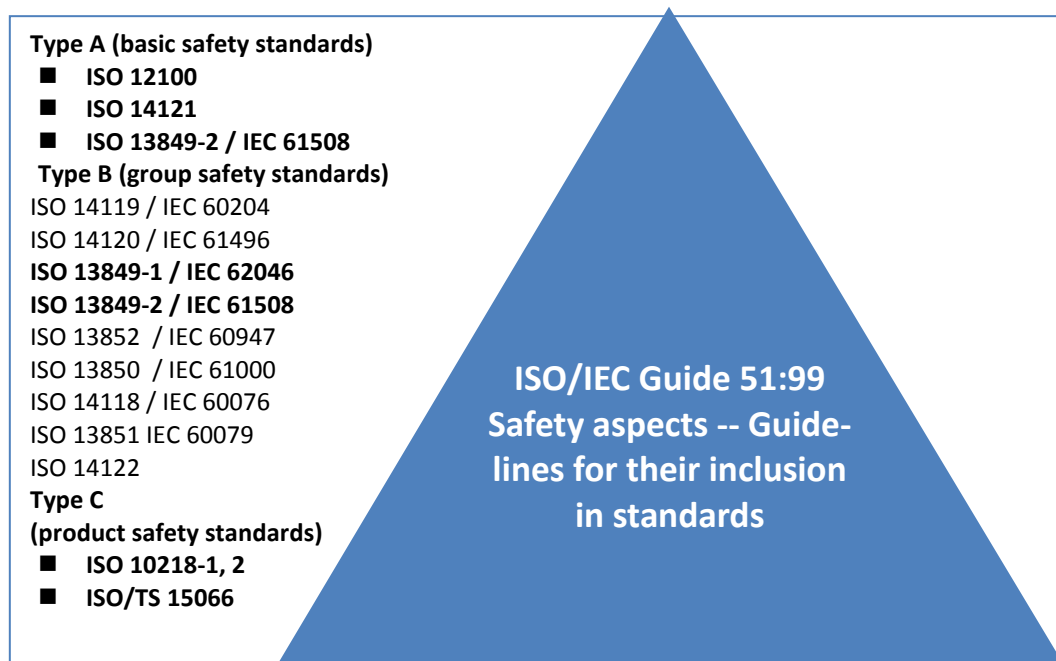 Type A (basic safety standards)
■ ISO 12100
■ ISO 14121
■ ISO 13849-2 / IEC 61508
Type B (group safety standards)
ISO 14119 / IEC 60204
ISO 14120 / IEC 61496
ISO 13849-1 / IEC 62046
ISO 13849-2 / IEC 61508
ISO 13852 / IEC 60947
ISO 13850 / IEC 61000
ISO 14118 / IEC 60076
ISO 13851 IEC 60079
ISO 14122
Type C
(product safety standards)
■ ISO 10218-1, 2
■ ISO/TS 15066
ISO/IEC Guide 51:99
Safety aspects -- Guide-
lines for their inclusion
in standards